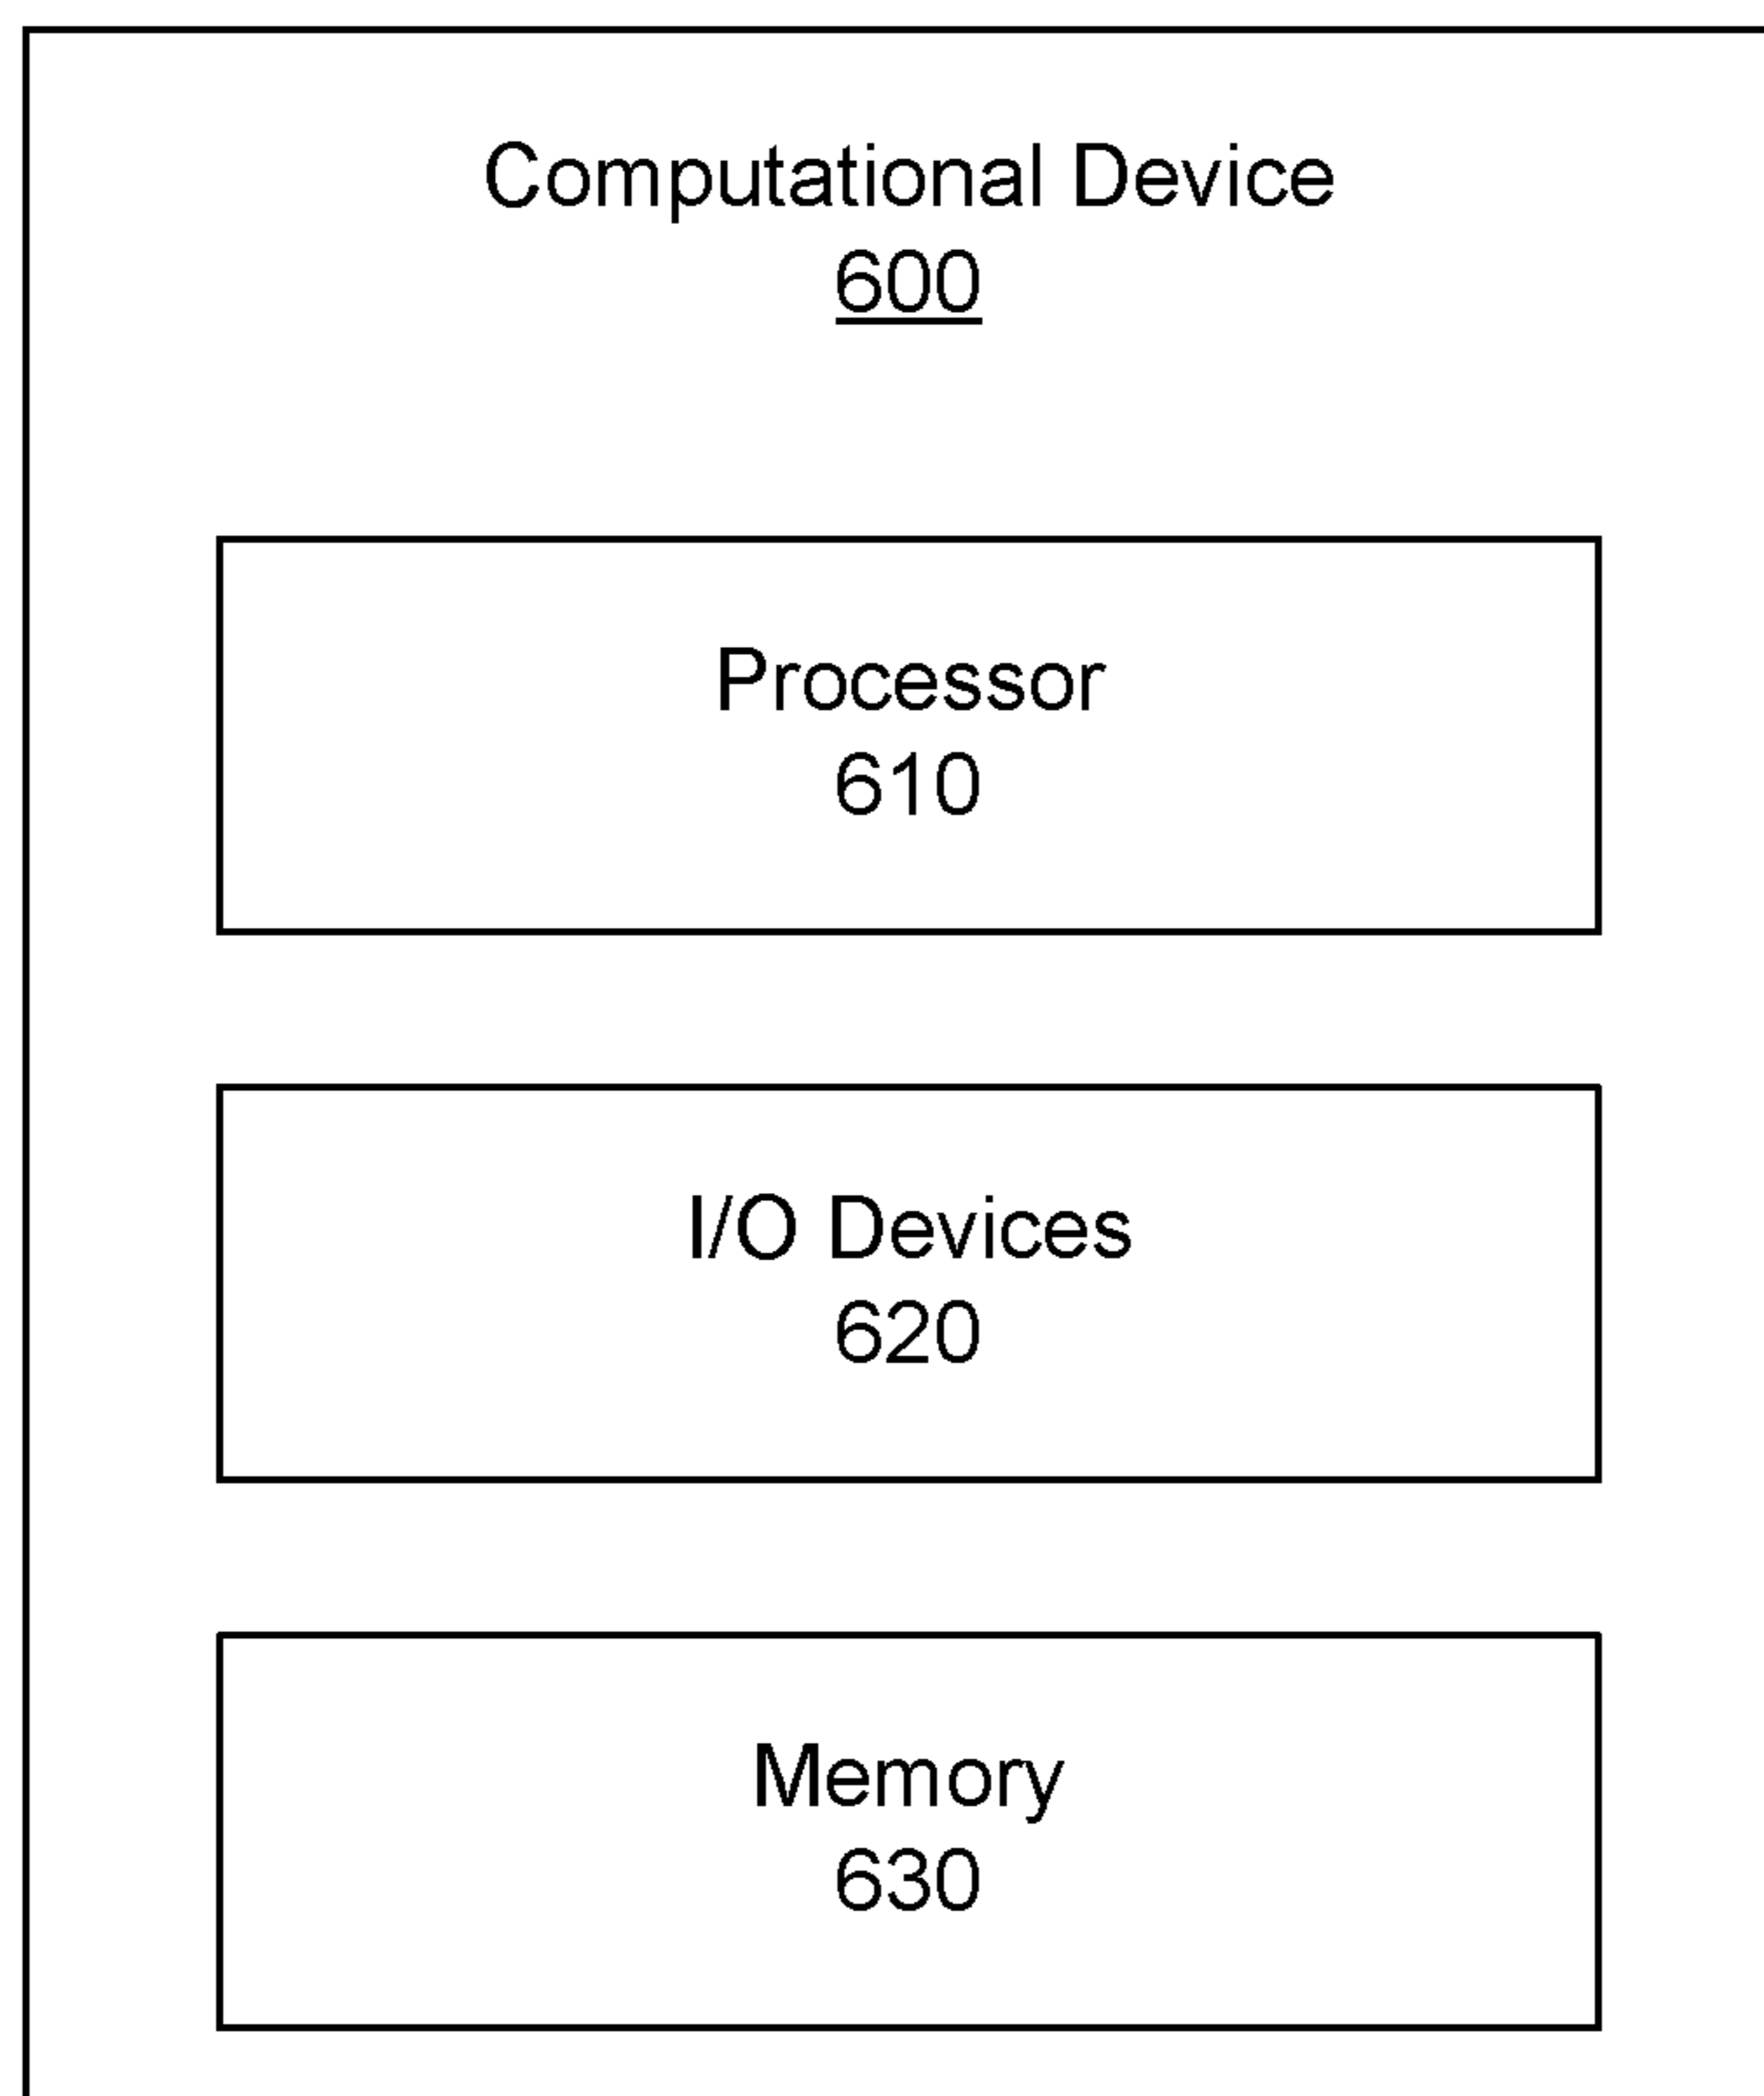 Computational Device
600
Processor
610
I/O Devices
620
Memory
630